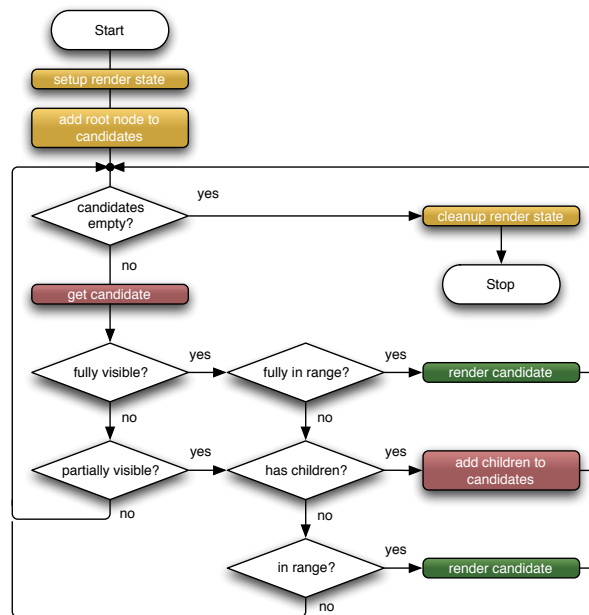 Start
setup render state
add root node to
candidates
candidates
empty?
yes
cleanup render state
no
Stop
get candidate
fully visible?
yes
fully in range?
yes
render candidate
no
no
partially visible?
yes
has children?
yes
add children to
candidates
no
no
in range?
yes
render candidate
no